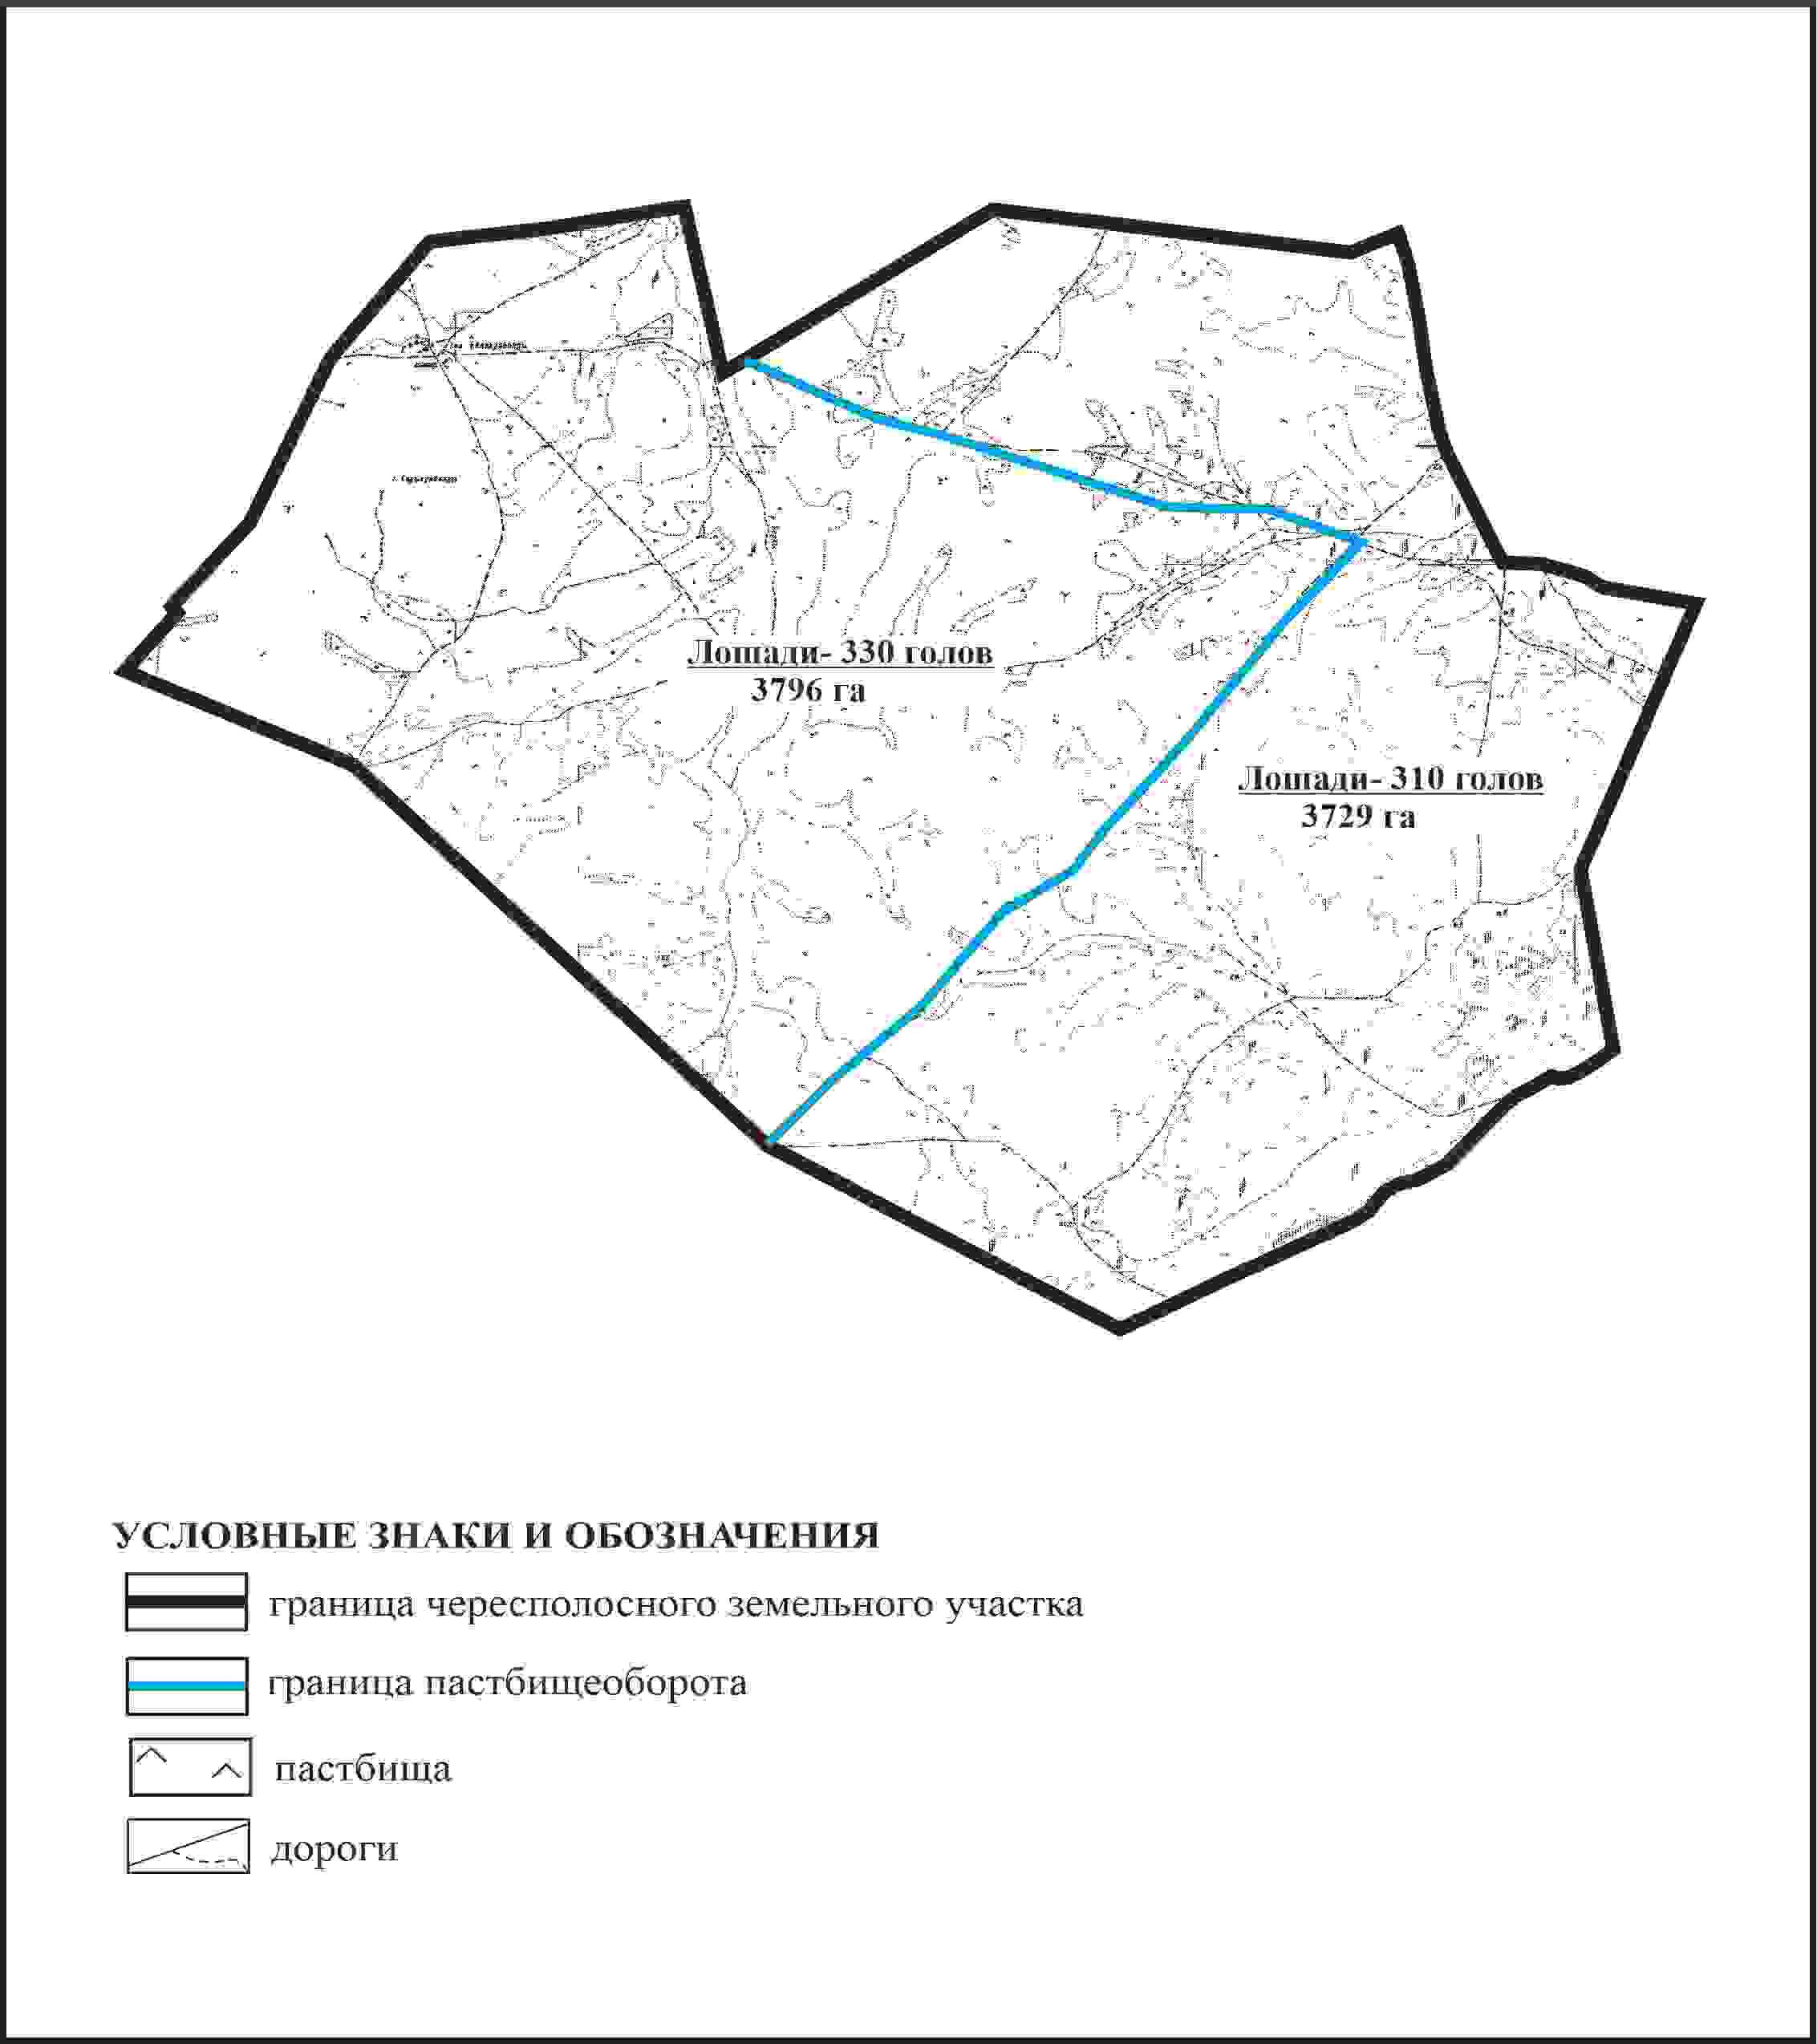 Лошади- 330 голов
3796 га
Лошади- 310 голов
3729 га
УСЛОВНЫЕ ЗНАКИ И ОБОЗНАЧЕНИЯ
граница чересполосного земельного участка
граница пастбищеоборота
пастбища
дороги